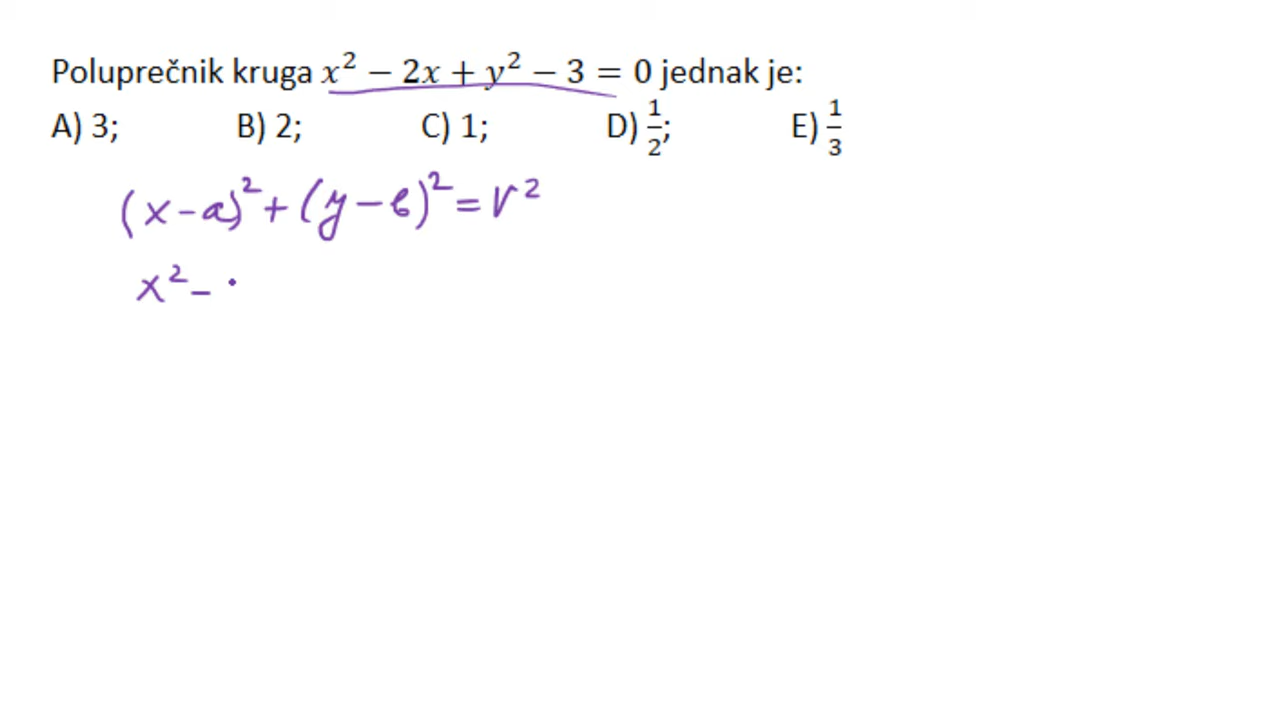 Poluprečnik kruga x² − 2x + y² − 3 = 0 jednak je:
A) 3; B) 2; C) 1; D) 1/2; E) 1/3
(x-a)² + (y-b)² = r²
x² -